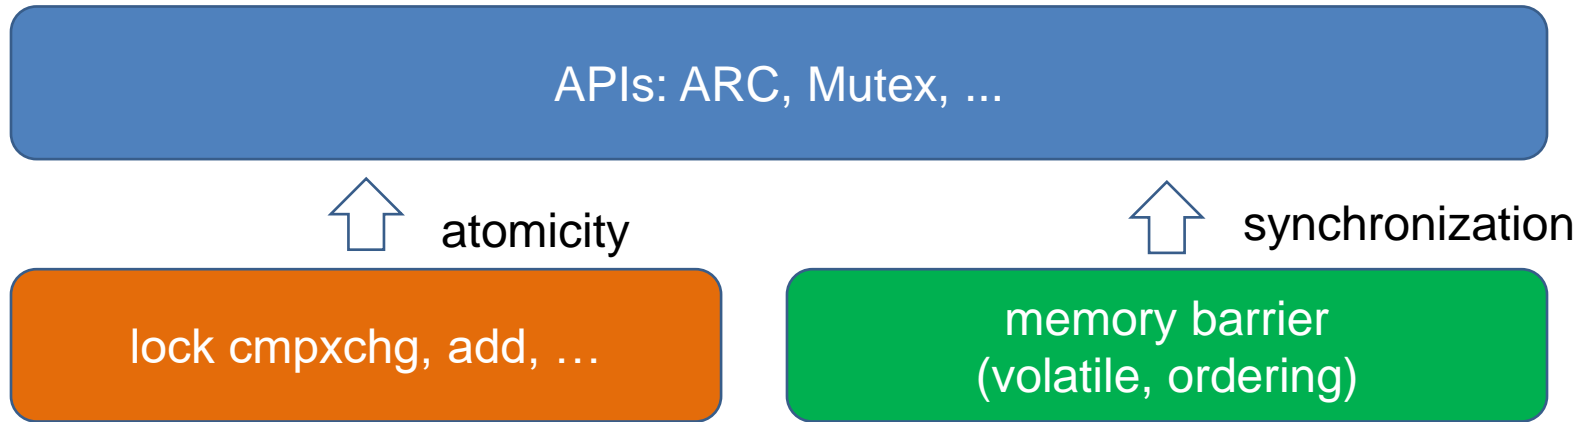 APIs: ARC, Mutex, ...
atomicity
synchronization
lock cmpxchg, add, …
memory barrier
(volatile, ordering)